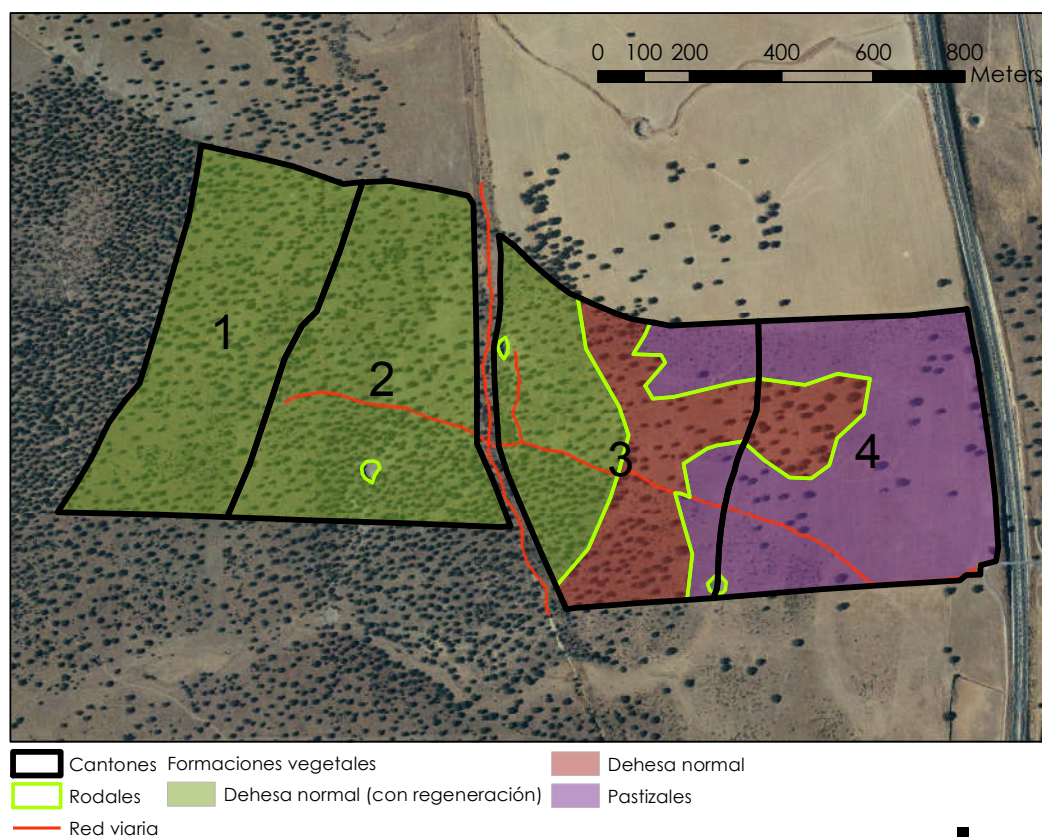 0 100 200 400 600 800
Meters
1
2
3
4
Cantones Formaciones vegetales Dehesa normal
Rodales Dehesa normal (con regeneración) Pastizales
Red viaria